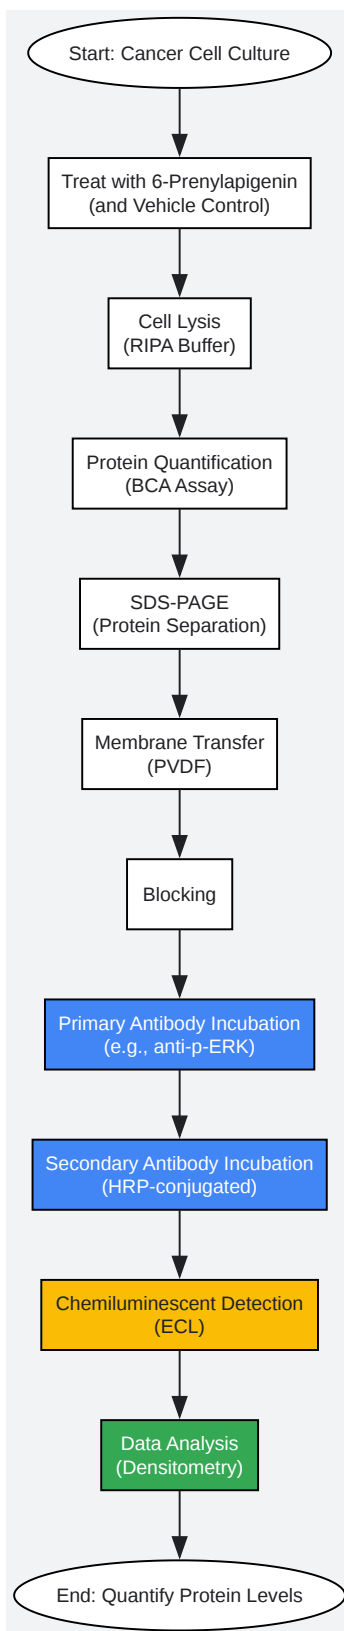 Start: Cancer Cell Culture
Treat with 6-Prenylapigenin
(and Vehicle Control)
Cell Lysis
(RIPA Buffer)
Protein Quantification
(BCA Assay)
SDS-PAGE
(Protein Separation)
Membrane Transfer
(PVDF)
Blocking
Primary Antibody Incubation
(e.g., anti-p-ERK)
Secondary Antibody Incubation
(HRP-conjugated)
Chemiluminescent Detection
(ECL)
Data Analysis
(Densitometry)
End: Quantify Protein Levels